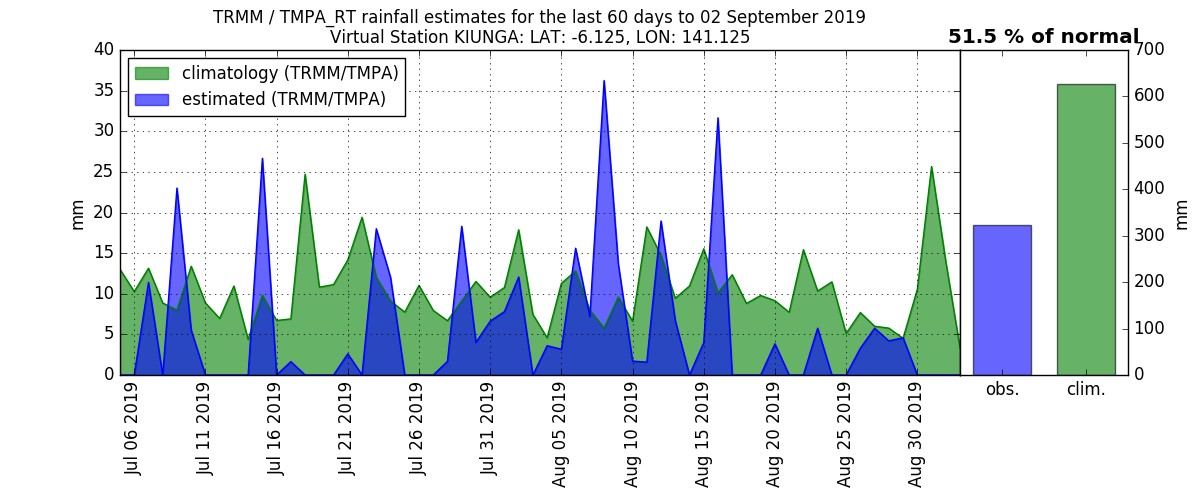 TRMM / TMPA_RT rainfall estimates for the last 60 days to 02 September 2019
Virtual Station KIUNGA: LAT: -6.125, LON: 141.125
51.5 % of normal
climatology (TRMM/TMPA)
estimated (TRMM/TMPA)
40
35
30
25
20
15
10
5
0
mm
Jul 06 2019
Jul 11 2019
Jul 16 2019
Jul 21 2019
Jul 26 2019
Jul 31 2019
Aug 05 2019
Aug 10 2019
Aug 15 2019
Aug 20 2019
Aug 25 2019
Aug 30 2019
obs.
clim.
700
600
500
400
300
200
100
0
mm